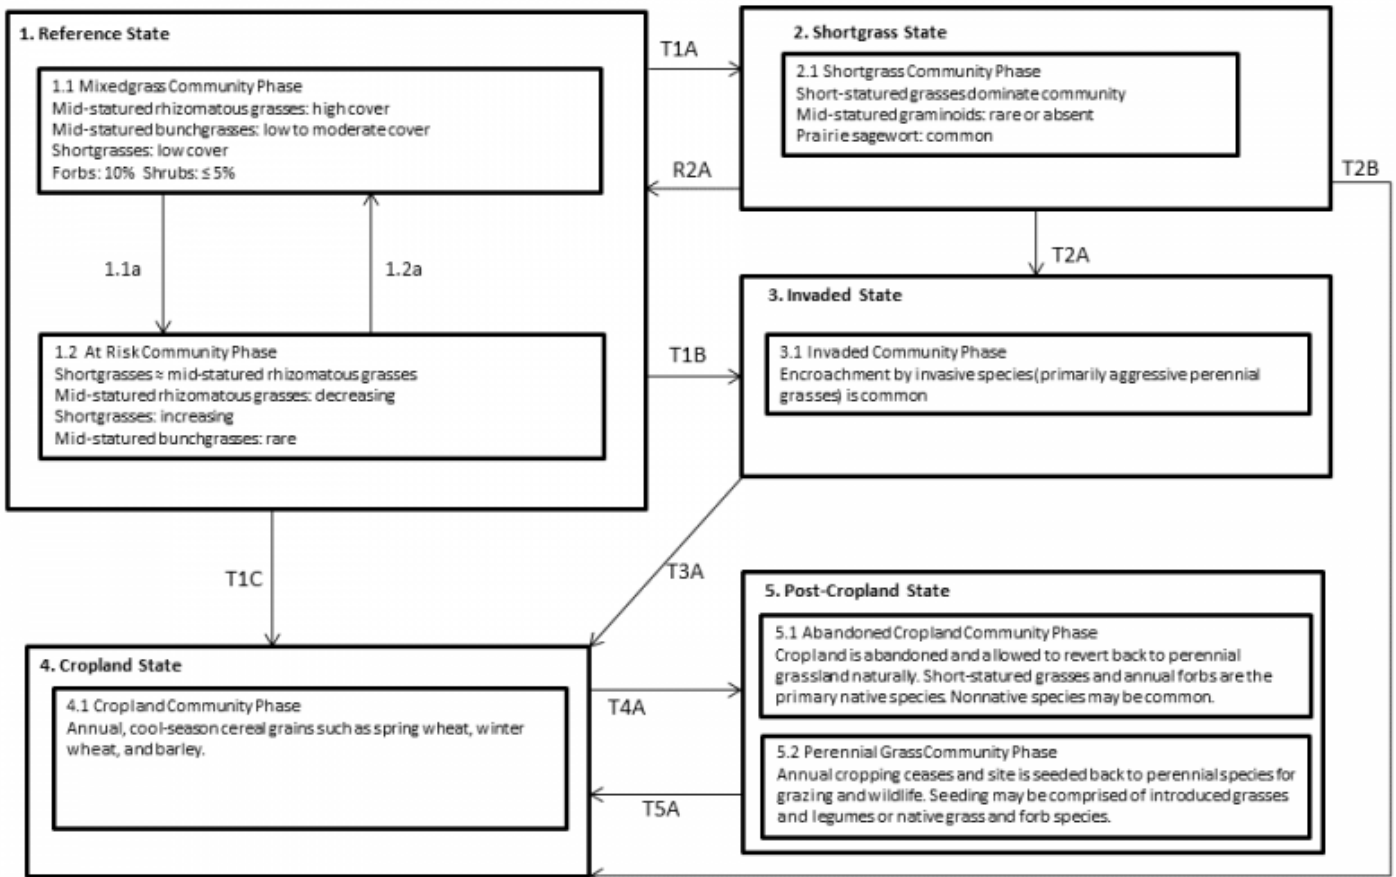 1. Reference State
1.1 Mixedgrass Community Phase
Mid-statured rhizomatous grasses: high cover
Mid-statured bunchgrasses: low to moderate cover
Shortgrasses: low cover
Forbs: 10% Shrubs: ≤ 5%
1.1a
1.2a
1.2 At Risk Community Phase
Shortgrasses ≈ mid-statured rhizomatous grasses
Mid-statured rhizomatous grasses: decreasing
Shortgrasses: increasing
Mid-statured bunchgrasses: rare
T1A
R2A
T1B
2. Shortgrass State
2.1 Shortgrass Community Phase
Short-statured grasses dominate community
Mid-statured graminoids: rare or absent
Prairie sagewort: common
T2B
T2A
3. Invaded State
3.1 Invaded Community Phase
Encroachment by invasive species (primarily aggressive perennial
grasses) is common
T1C
T3A
4. Cropland State
4.1 Cropland Community Phase
Annual, cool-season cereal grains such as spring wheat, winter
wheat, and barley.
T4A
T5A
5. Post-Cropland State
5.1 Abandoned Cropland Community Phase
Cropland is abandoned and allowed to revert back to perennial
grassland naturally. Short-statured grasses and annual forbs are the
primary native species. Nonnative species may be common.
5.2 Perennial Grass Community Phase
Annual cropping ceases and site is seeded back to perennial species for
grazing and wildlife. Seeding may be comprised of introduced grasses
and legumes or native grass and forb species.